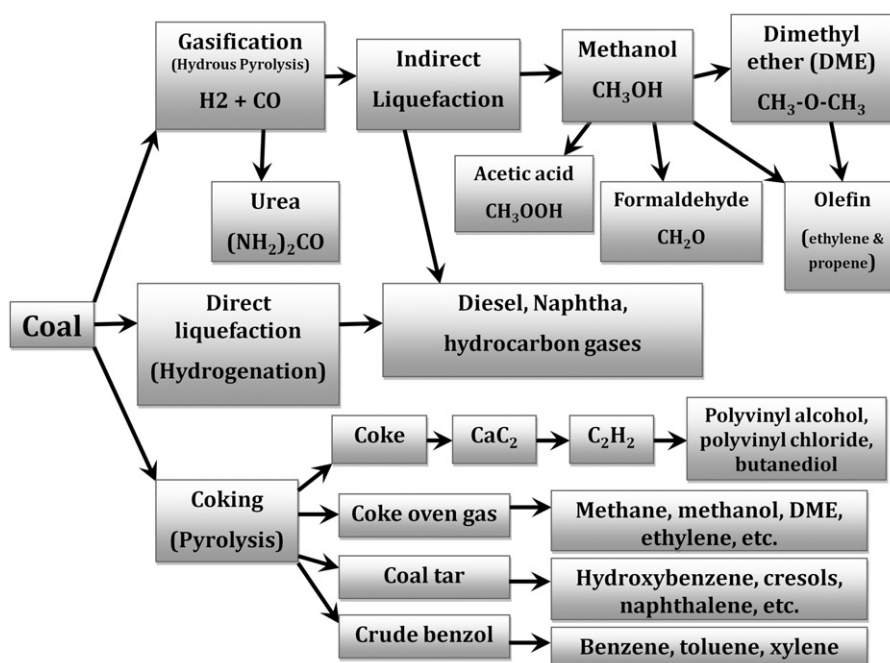 Gasification
(Hydrous Pyrolysis)
H2 + CO
Indirect
Liquefaction
Methanol
CH₃OH
Dimethyl
ether (DME)
CH₃-O-CH₃
Urea
(NH₂)₂CO
Acetic acid
CH₃OOH
Formaldehyde
CH₂O
Olefin
(ethylene &
propene)
Coal
Direct
liquefaction
(Hydrogenation)
Diesel, Naphtha,
hydrocarbon gases
Coking
(Pyrolysis)
Coke
CaC₂
C₂H₂
Polyvinyl alcohol,
polyvinyl chloride,
butanediol
Coke oven gas
Methane, methanol, DME,
ethylene, etc.
Coal tar
Hydroxybenzene, cresols,
naphthalene, etc.
Crude benzol
Benzene, toluene, xylene